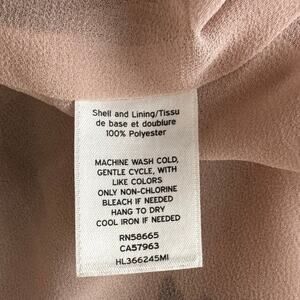 Shell and Lining/Tissu
de base et doublure
100% Polyester
MACHINE WASH COLD,
GENTLE CYCLE, WITH
LIKE COLORS
ONLY NON-CHLORINE
BLEACH IF NEEDED
HANG TO DRY
COOL IRON IF NEEDED
RN58665
CA57963
HL366245MI